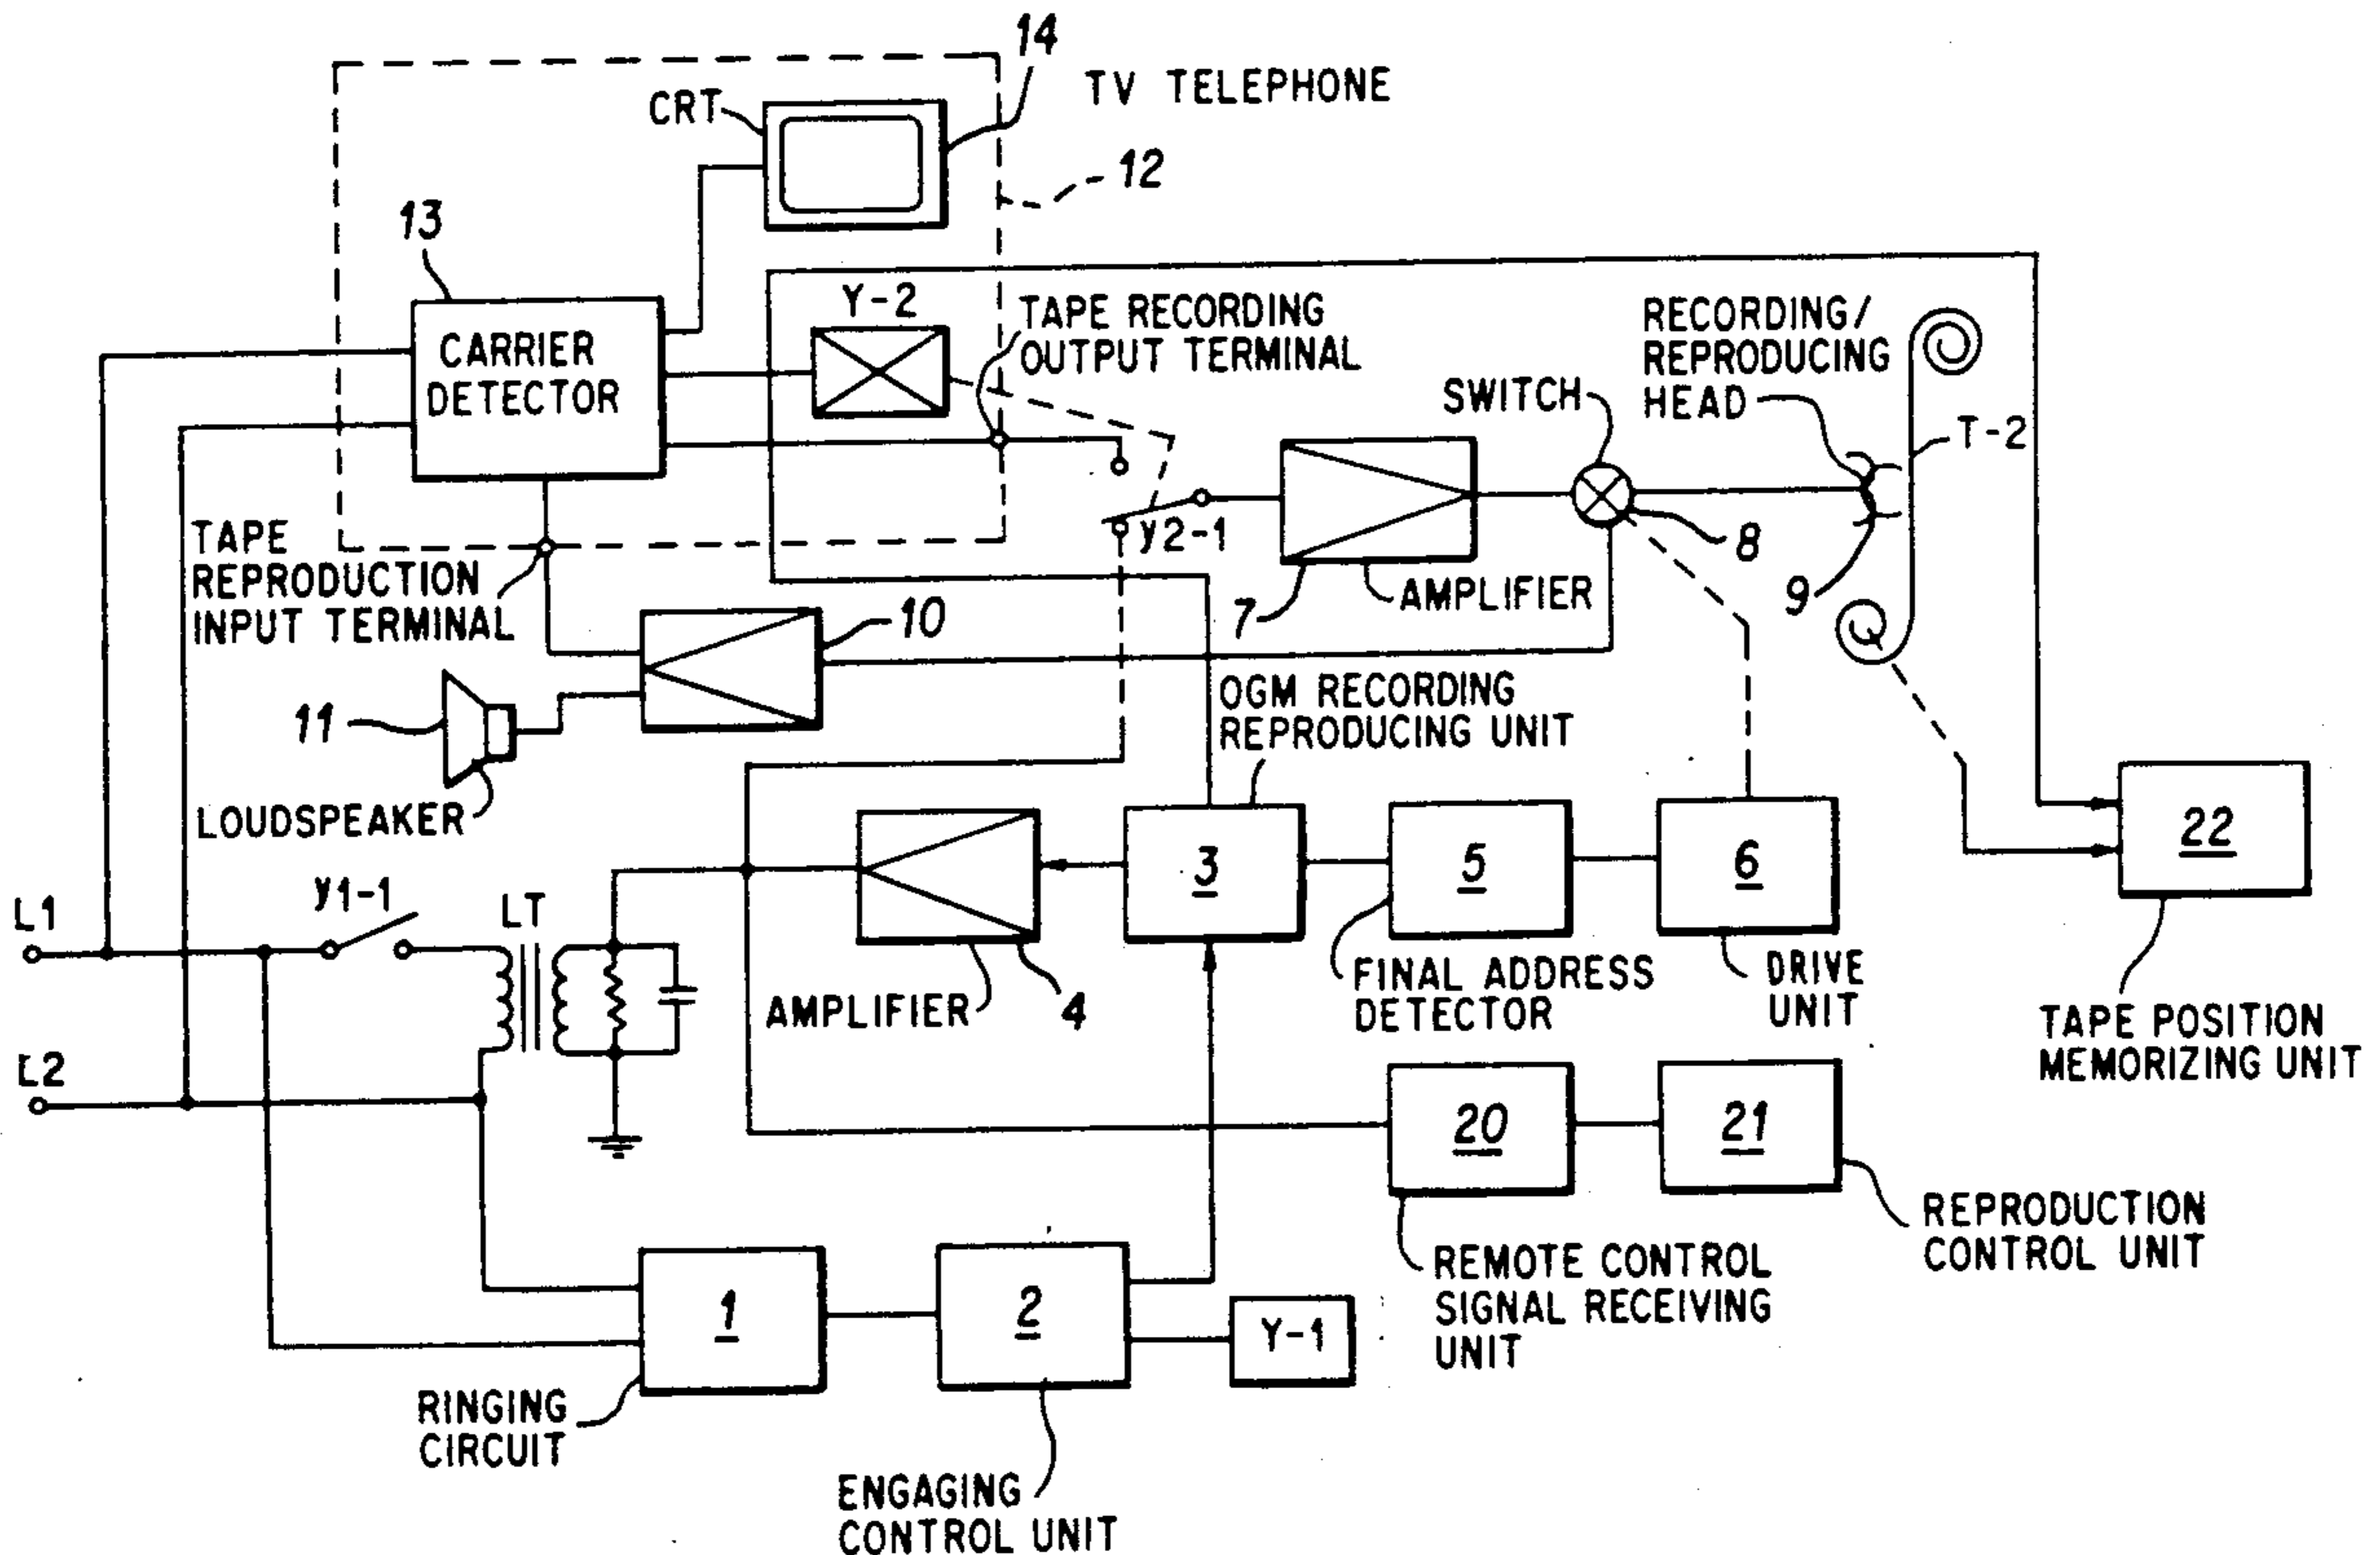 14
TV TELEPHONE
CRT
12
13
Y-2
TAPE RECORDING
OUTPUT TERMINAL
RECORDING/
REPRODUCING
HEAD
SWITCH
CARRIER
DETECTOR
T-2
y2-1
8
TAPE
REPRODUCTION
INPUT TERMINAL
7
AMPLIFIER
9
10
11
OGM RECORDING
REPRODUCING UNIT
LOUDSPEAKER
3
5
6
22
L1
y1-1
LT
AMPLIFIER
4
FINAL ADDRESS
DETECTOR
DRIVE
UNIT
TAPE POSITION
MEMORIZING UNIT
L2
20
21
REPRODUCTION
CONTROL UNIT
REMOTE CONTROL
SIGNAL RECEIVING
UNIT
1
2
Y-1
RINGING
CIRCUIT
ENGAGING
CONTROL UNIT